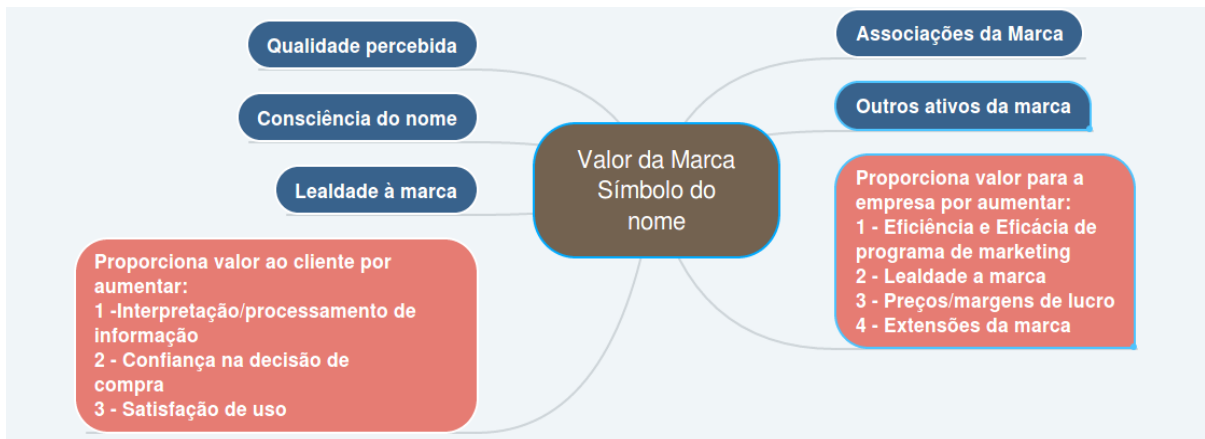 Qualidade percebida
Consciência do nome
Lealdade à marca
Proporciona valor ao cliente por
aumentar:
1 -Interpretação/processamento de
informação
2 - Confiança na decisão de
compra
3 - Satisfação de uso
Valor da Marca
Símbolo do
nome
Associações da Marca
Outros ativos da marca
Proporciona valor para a
empresa por aumentar:
1 - Eficiência e Eficácia de
programa de marketing
2 - Lealdade a marca
3 - Preços/margens de lucro
4 - Extensões da marca